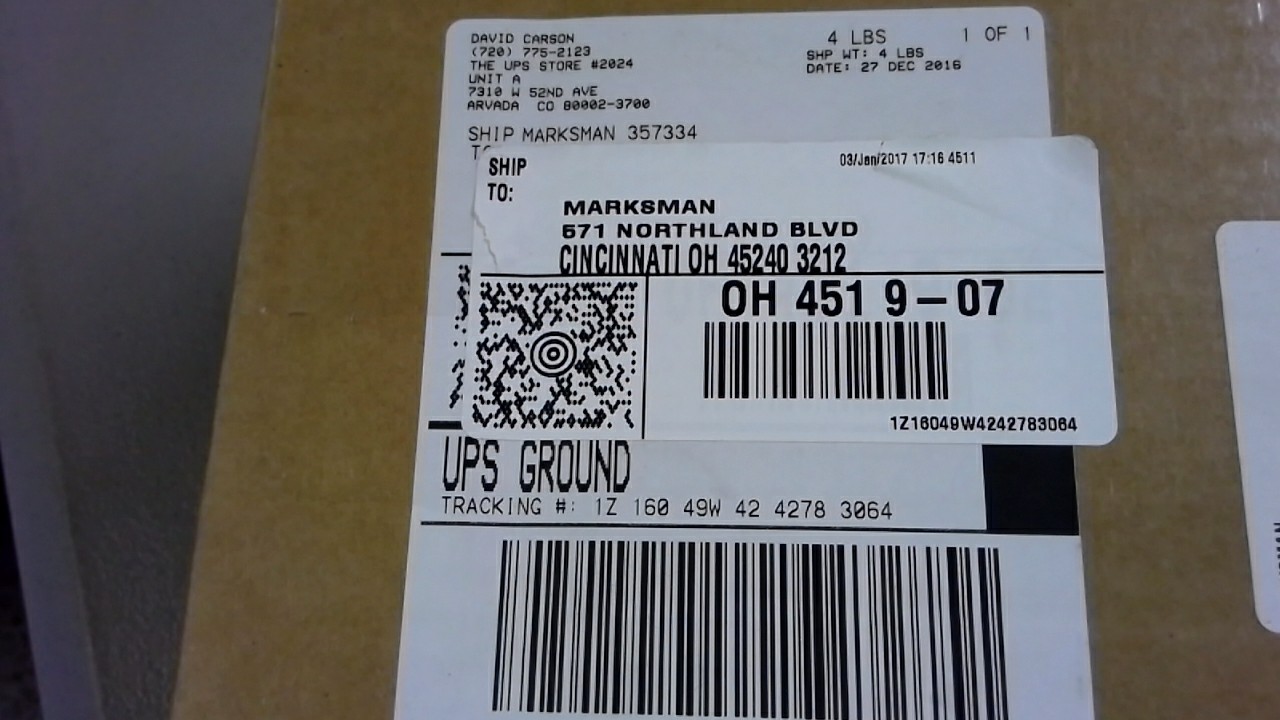 DAVID CARSON
(720) 775-2123
THE UPS STORE #2024
UNIT A
7310 W 52ND AVE
ARVADA CO 80002-3700
4 LBS 1 OF 1
SHP WT: 4 LBS
DATE: 27 DEC 2016
SHIP MARKSMAN 357334
SHIP
TO:
03/Jan/2017 17:16 4511
MARKSMAN
571 NORTHLAND BLVD
CINCINNATI OH 45240 3212
OH 451 9-07
1Z16049W4242783064
UPS GROUND
TRACKING #: 1Z 160 49W 42 4278 3064